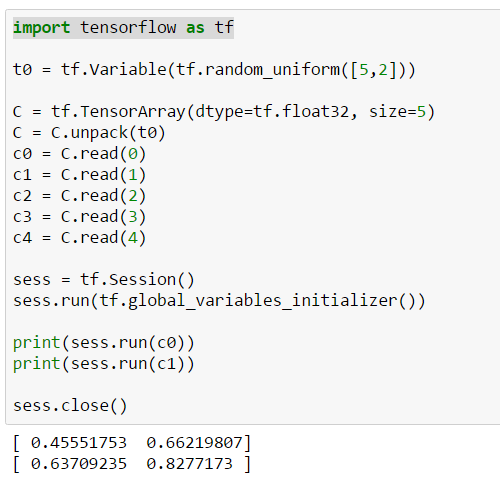 import tensorflow as tf
t0 = tf.Variable(tf.random_uniform([5,2]))
C = tf.TensorArray(dtype=tf.float32, size=5)
C = C.unpack(t0)
c0 = C.read(0)
c1 = C.read(1)
c2 = C.read(2)
c3 = C.read(3)
c4 = C.read(4)
sess = tf.Session()
sess.run(tf.global_variables_initializer())
print(sess.run(c0))
print(sess.run(c1))
sess.close()
[ 0.45551753  0.66219807]
[ 0.63709235  0.8277173 ]